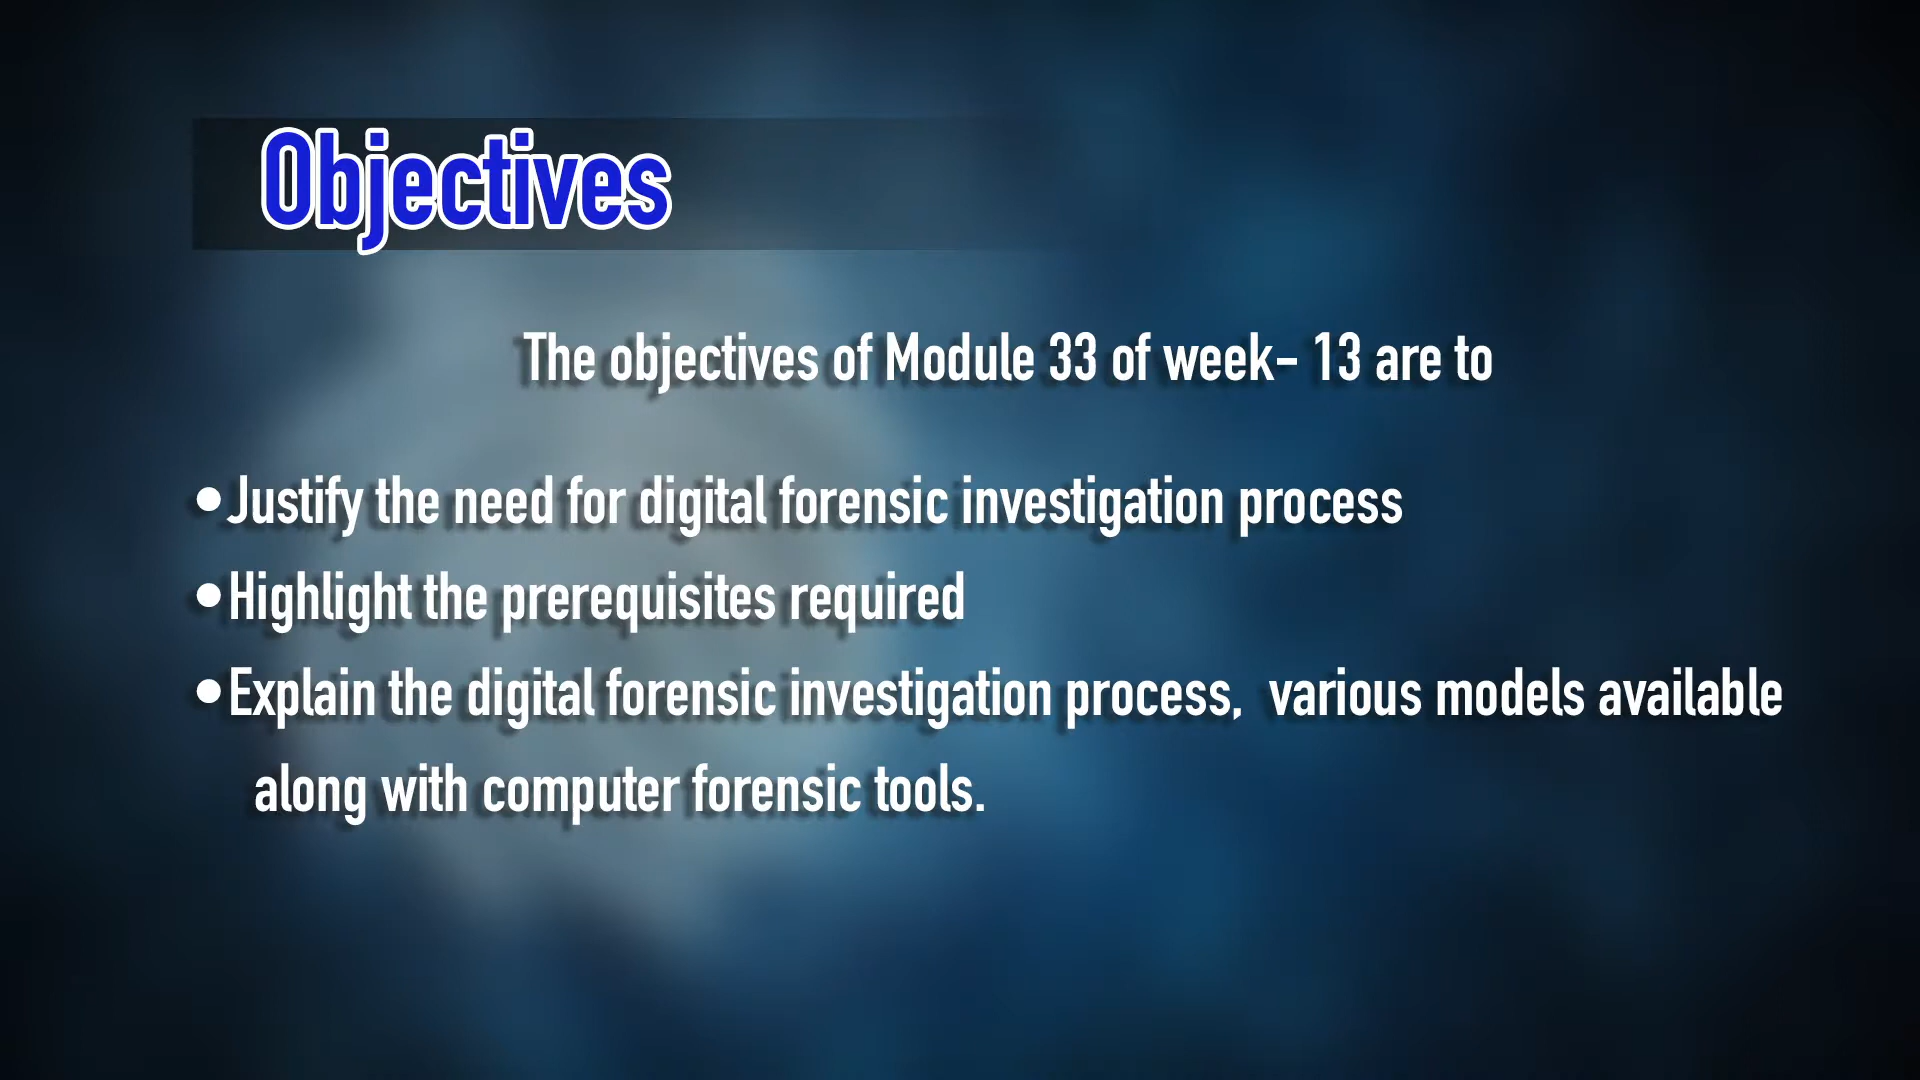 Objectives
The objectives of Module 33 of week- 13 are to
•Justify the need for digital forensic investigation process
•Highlight the prerequisites required
•Explain the digital forensic investigation process,  various models available
along with computer forensic tools.